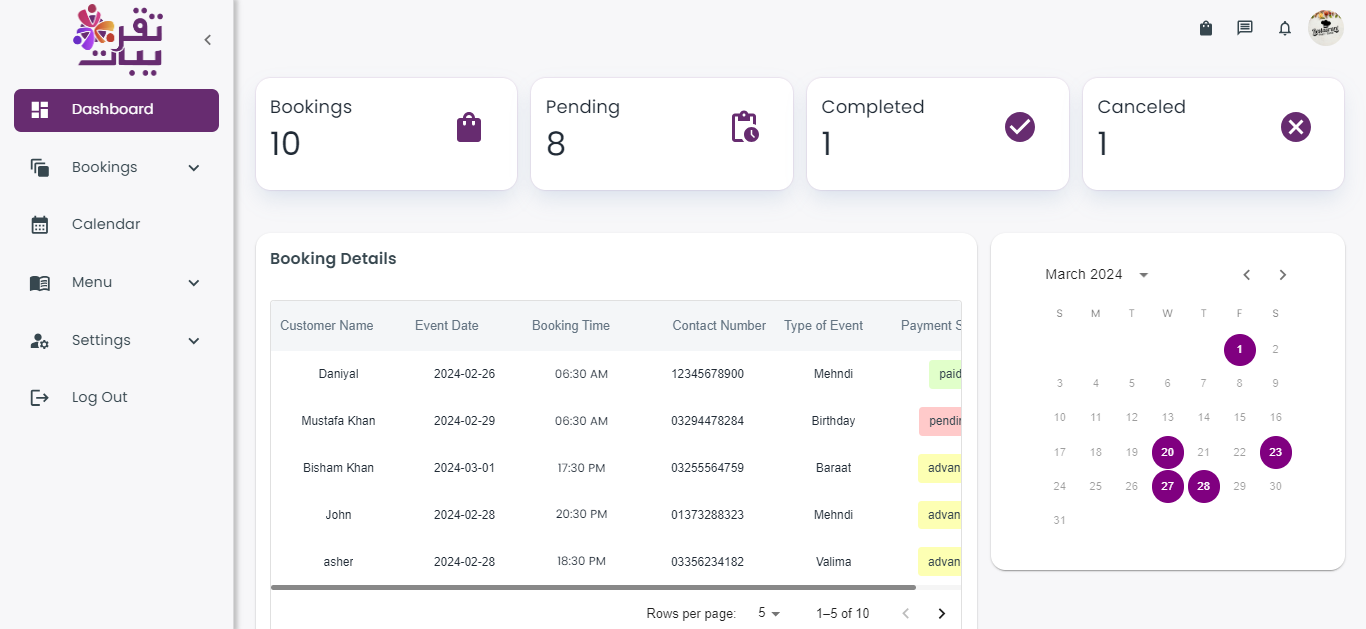 تقر
يبات
Dashboard
Bookings
Calendar
Menu
Settings
Log Out
Bookings
10
Pending
8
Completed
1
Canceled
1
Booking Details
Customer Name Event Date Booking Time Contact Number Type of Event Payment S
Daniyal 2024-02-26 06:30 AM 12345678900 Mehndi paid
Mustafa Khan 2024-02-29 06:30 AM 03294478284 Birthday pendin
Bisham Khan 2024-03-01 17:30 PM 03255564759 Baraat advan
John 2024-02-28 20:30 PM 01373288323 Mehndi advan
asher 2024-02-28 18:30 PM 03356234182 Valima advan
Rows per page: 5 1–5 of 10
March 2024
S M T W T F S
1 2
3 4 5 6 7 8 9
10 11 12 13 14 15 16
17 18 19 20 21 22 23
24 25 26 27 28 29 30
31